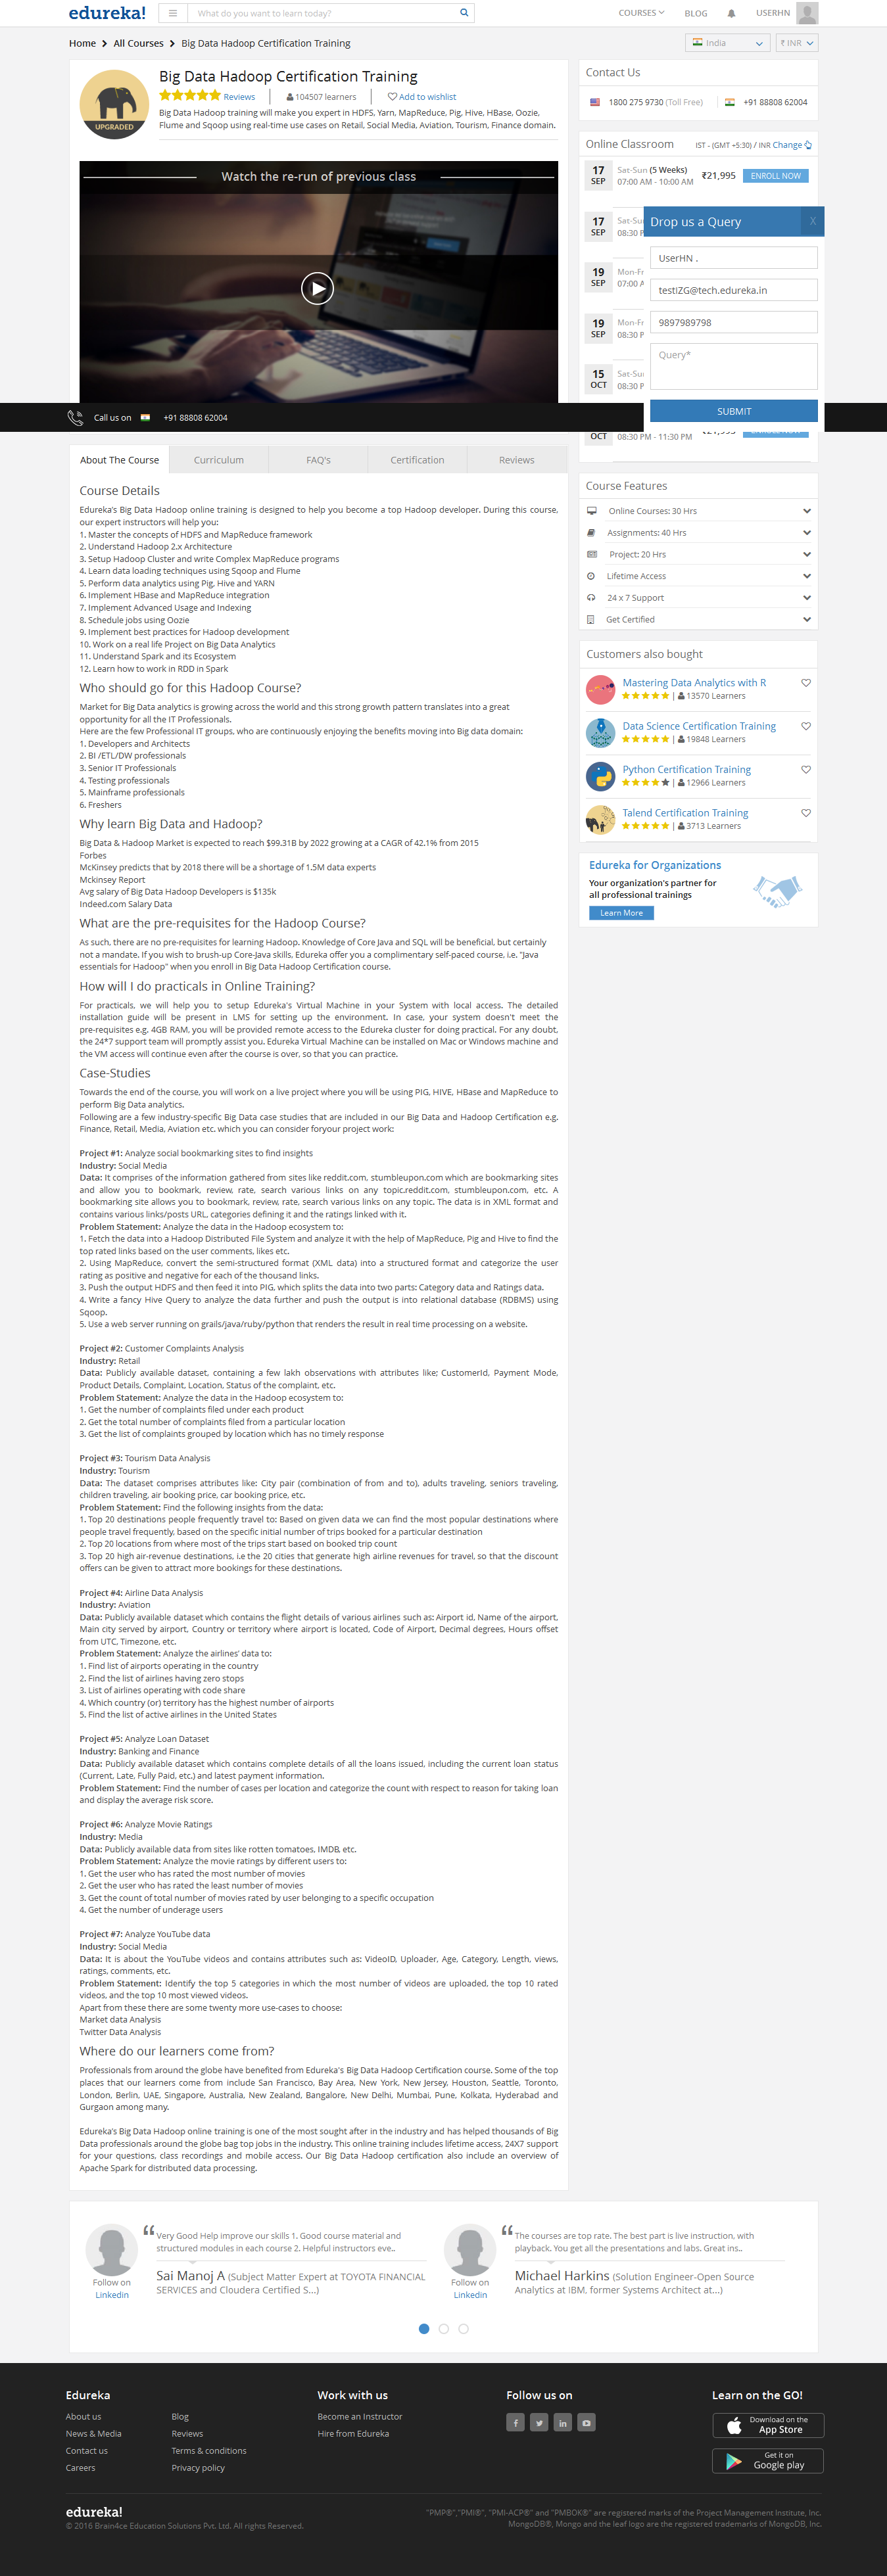 edureka!
What do you want to learn today?
COURSES
BLOG
USERHN
Home > All Courses > Big Data Hadoop Certification Training
India
₹ INR
UPGRADED
Big Data Hadoop Certification Training
Reviews
104507 learners
Add to wishlist
Big Data Hadoop training will make you expert in HDFS, Yarn, MapReduce, Pig, Hive, HBase, Oozie,
Flume and Sqoop using real-time use cases on Retail, Social Media, Aviation, Tourism, Finance domain.
Watch the re-run of previous class
Contact Us
1800 275 9730 (Toll Free)
+91 88808 62004
Online Classroom
IST - (GMT +5:30) / INR Change
17 SEP
Sat-Sun (5 Weeks)
07:00 AM - 10:00 AM
₹21,995
ENROLL NOW
17 SEP
Sat-Su
08:30 P
19 SEP
Mon-Fr
07:00 A
19 SEP
Mon-Fr
08:30 P
15 OCT
Sat-Su
08:30 P
OCT
08:30 PM - 11:30 PM
Drop us a Query
X
UserHN .
9897989798
Query*
SUBMIT
Call us on
+91 88808 62004
About The Course
Curriculum
FAQ's
Certification
Reviews
Course Details
Edureka's Big Data Hadoop online training is designed to help you become a top Hadoop developer. During this course,
our expert instructors will help you:
1. Master the concepts of HDFS and MapReduce framework
2. Understand Hadoop 2.x Architecture
3. Setup Hadoop Cluster and write Complex MapReduce programs
4. Learn data loading techniques using Sqoop and Flume
5. Perform data analytics using Pig, Hive and YARN
6. Implement HBase and MapReduce integration
7. Implement Advanced Usage and Indexing
8. Schedule jobs using Oozie
9. Implement best practices for Hadoop development
10. Work on a real life Project on Big Data Analytics
11. Understand Spark and its Ecosystem
12. Learn how to work in RDD in Spark
Who should go for this Hadoop Course?
Market for Big Data analytics is growing across the world and this strong growth pattern translates into a great
opportunity for all the IT Professionals.
Here are the few Professional IT groups, who are continuously enjoying the benefits moving into Big data domain:
1. Developers and Architects
2. BI /ETL/DW professionals
3. Senior IT Professionals
4. Testing professionals
5. Mainframe professionals
6. Freshers
Why learn Big Data and Hadoop?
Big Data & Hadoop Market is expected to reach $99.31B by 2022 growing at a CAGR of 42.1% from 2015
Forbes
McKinsey predicts that by 2018 there will be a shortage of 1.5M data experts
Mckinsey Report
Avg salary of Big Data Hadoop Developers is $135k
Indeed.com Salary Data
What are the pre-requisites for the Hadoop Course?
As such, there are no pre-requisites for learning Hadoop. Knowledge of Core Java and SQL will be beneficial, but certainly
not a mandate. If you wish to brush-up Core-Java skills, Edureka offer you a complimentary self-paced course, i.e. "Java
essentials for Hadoop" when you enroll in Big Data Hadoop Certification course.
How will I do practicals in Online Training?
For practicals, we will help you to setup Edureka's Virtual Machine in your System with local access. The detailed
installation guide will be present in LMS for setting up the environment. In case, your system doesn't meet the
pre-requisites e.g. 4GB RAM, you will be provided remote access to the Edureka cluster for doing practical. For any doubt,
the 24*7 support team will promptly assist you. Edureka Virtual Machine can be installed on Mac or Windows machine and
the VM access will continue even after the course is over, so that you can practice.
Case-Studies
Towards the end of the course, you will work on a live project where you will be using PIG, HIVE, HBase and MapReduce to
perform Big Data analytics.
Following are a few industry-specific Big Data case studies that are included in our Big Data and Hadoop Certification e.g.
Finance, Retail, Media, Aviation etc. which you can consider foryour project work:
Project #1: Analyze social bookmarking sites to find insights
Industry: Social Media
Data: It comprises of the information gathered from sites like reddit.com, stumbleupon.com which are bookmarking sites
and allow you to bookmark, review, rate, search various links on any topic.reddit.com, stumbleupon.com, etc. A
bookmarking site allows you to bookmark, review, rate, search various links on any topic. The data is in XML format and
contains various links/posts URL, categories defining it and the ratings linked with it.
Problem Statement: Analyze the data in the Hadoop ecosystem to:
1. Fetch the data into a Hadoop Distributed File System and analyze it with the help of MapReduce, Pig and Hive to find the
top rated links based on the user comments, likes etc.
2. Using MapReduce, convert the semi-structured format (XML data) into a structured format and categorize the user
rating as positive and negative for each of the thousand links.
3. Push the output HDFS and then feed it into PIG, which splits the data into two parts: Category data and Ratings data.
4. Write a fancy Hive Query to analyze the data further and push the output is into relational database (RDBMS) using
Sqoop.
5. Use a web server running on grails/java/ruby/python that renders the result in real time processing on a website.
Project #2: Customer Complaints Analysis
Industry: Retail
Data: Publicly available dataset, containing a few lakh observations with attributes like; CustomerId, Payment Mode,
Product Details, Complaint, Location, Status of the complaint, etc.
Problem Statement: Analyze the data in the Hadoop ecosystem to:
1. Get the number of complaints filed under each product
2. Get the total number of complaints filed from a particular location
3. Get the list of complaints grouped by location which has no timely response
Project #3: Tourism Data Analysis
Industry: Tourism
Data: The dataset comprises attributes like: City pair (combination of from and to), adults traveling, seniors traveling,
children traveling, air booking price, car booking price, etc.
Problem Statement: Find the following insights from the data:
1. Top 20 destinations people frequently travel to: Based on given data we can find the most popular destinations where
people travel frequently, based on the specific initial number of trips booked for a particular destination
2. Top 20 locations from where most of the trips start based on booked trip count
3. Top 20 high air-revenue destinations, i.e the 20 cities that generate high airline revenues for travel, so that the discount
offers can be given to attract more bookings for these destinations.
Project #4: Airline Data Analysis
Industry: Aviation
Data: Publicly available dataset which contains the flight details of various airlines such as: Airport id, Name of the airport,
Main city served by airport, Country or territory where airport is located, Code of Airport, Decimal degrees, Hours offset
from UTC, Timezone, etc.
Problem Statement: Analyze the airlines' data to:
1. Find list of airports operating in the country
2. Find the list of airlines having zero stops
3. List of airlines operating with code share
4. Which country (or) territory has the highest number of airports
5. Find the list of active airlines in the United States
Project #5: Analyze Loan Dataset
Industry: Banking and Finance
Data: Publicly available dataset which contains complete details of all the loans issued, including the current loan status
(Current, Late, Fully Paid, etc.) and latest payment information.
Problem Statement: Find the number of cases per location and categorize the count with respect to reason for taking loan
and display the average risk score.
Project #6: Analyze Movie Ratings
Industry: Media
Data: Publicly available data from sites like rotten tomatoes, IMDB, etc.
Problem Statement: Analyze the movie ratings by different users to:
1. Get the user who has rated the most number of movies
2. Get the user who has rated the least number of movies
3. Get the count of total number of movies rated by user belonging to a specific occupation
4. Get the number of underage users
Project #7: Analyze YouTube data
Industry: Social Media
Data: It is about the YouTube videos and contains attributes such as: VideoID, Uploader, Age, Category, Length, views,
ratings, comments, etc.
Problem Statement: Identify the top 5 categories in which the most number of videos are uploaded, the top 10 rated
videos, and the top 10 most viewed videos.
Apart from these there are some twenty more use-cases to choose:
Market data Analysis
Twitter Data Analysis
Where do our learners come from?
Professionals from around the globe have benefited from Edureka's Big Data Hadoop Certification course. Some of the top
places that our learners come from include San Francisco, Bay Area, New York, New Jersey, Houston, Seattle, Toronto,
London, Berlin, UAE, Singapore, Australia, New Zealand, Bangalore, New Delhi, Mumbai, Pune, Kolkata, Hyderabad and
Gurgaon among many.
Edureka's Big Data Hadoop online training is one of the most sought after in the industry and has helped thousands of Big
Data professionals around the globe bag top jobs in the industry. This online training includes lifetime access, 24X7 support
for your questions, class recordings and mobile access. Our Big Data Hadoop certification also include an overview of
Apache Spark for distributed data processing.
Course Features
Online Courses: 30 Hrs
Assignments: 40 Hrs
Project: 20 Hrs
Lifetime Access
24 x 7 Support
Get Certified
Customers also bought
Mastering Data Analytics with R
| 13570 Learners
Data Science Certification Training
| 19848 Learners
Python Certification Training
| 12966 Learners
Talend Certification Training
| 3713 Learners
Edureka for Organizations
Your organization's partner for
all professional trainings
Learn More
Follow on
Linkedin
“ Very Good Help improve our skills 1. Good course material and
structured modules in each course 2. Helpful instructors eve..
Sai Manoj A (Subject Matter Expert at TOYOTA FINANCIAL
SERVICES and Cloudera Certified S...)
Follow on
Linkedin
“ The courses are top rate. The best part is live instruction, with
playback. You get all the presentations and labs. Great ins..
Michael Harkins (Solution Engineer-Open Source
Analytics at IBM, former Systems Architect at...)
Edureka
About us
News & Media
Contact us
Careers
Blog
Reviews
Terms & conditions
Privacy policy
Work with us
Become an Instructor
Hire from Edureka
Follow us on
Learn on the GO!
Download on the
App Store
Get it on
Google play
edureka!
© 2016 Brain4ce Education Solutions Pvt. Ltd. All rights Reserved.
"PMP®","PMI®", "PMI-ACP®" and "PMBOK®" are registered marks of the Project Management Institute, Inc.
MongoDB®, Mongo and the leaf logo are the registered trademarks of MongoDB, Inc.